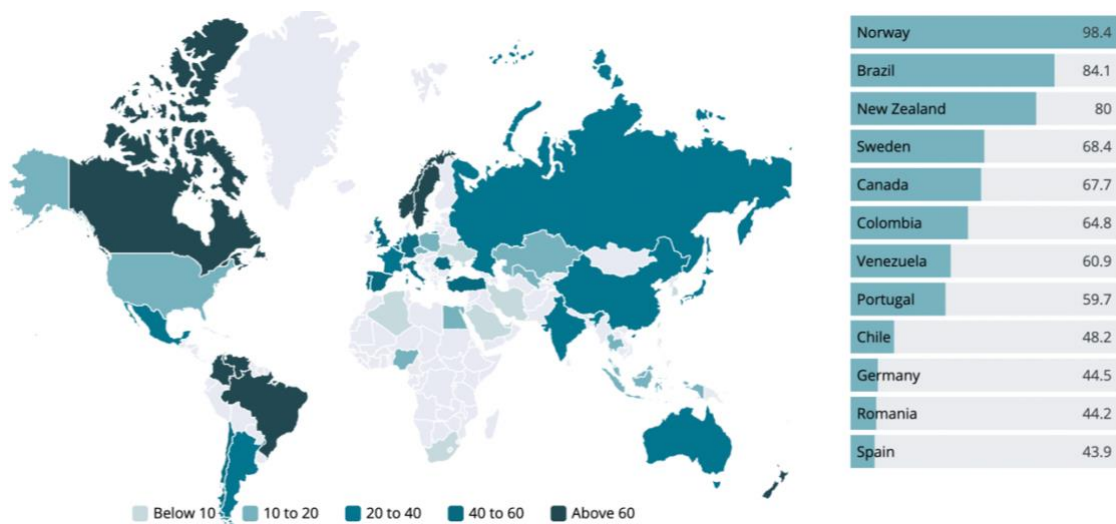 Norway 98.4
Brazil 84.1
New Zealand 80
Sweden 68.4
Canada 67.7
Colombia 64.8
Venezuela 60.9
Portugal 59.7
Chile 48.2
Germany 44.5
Romania 44.2
Spain 43.9
Below 10 10 to 20 20 to 40 40 to 60 Above 60